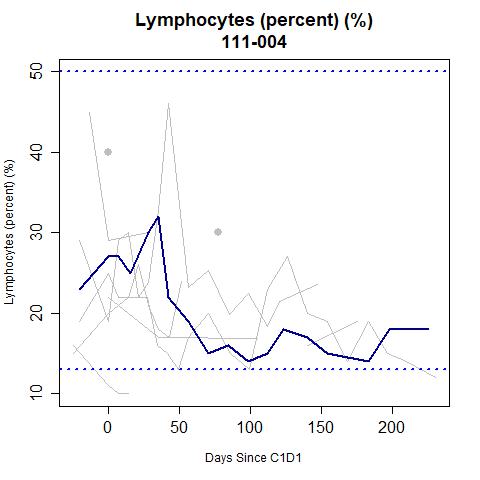 Lymphocytes (percent) (%)
111-004
50
40
30
20
10
Lymphocytes (percent) (%)
0 50 100 150 200
Days Since C1D1